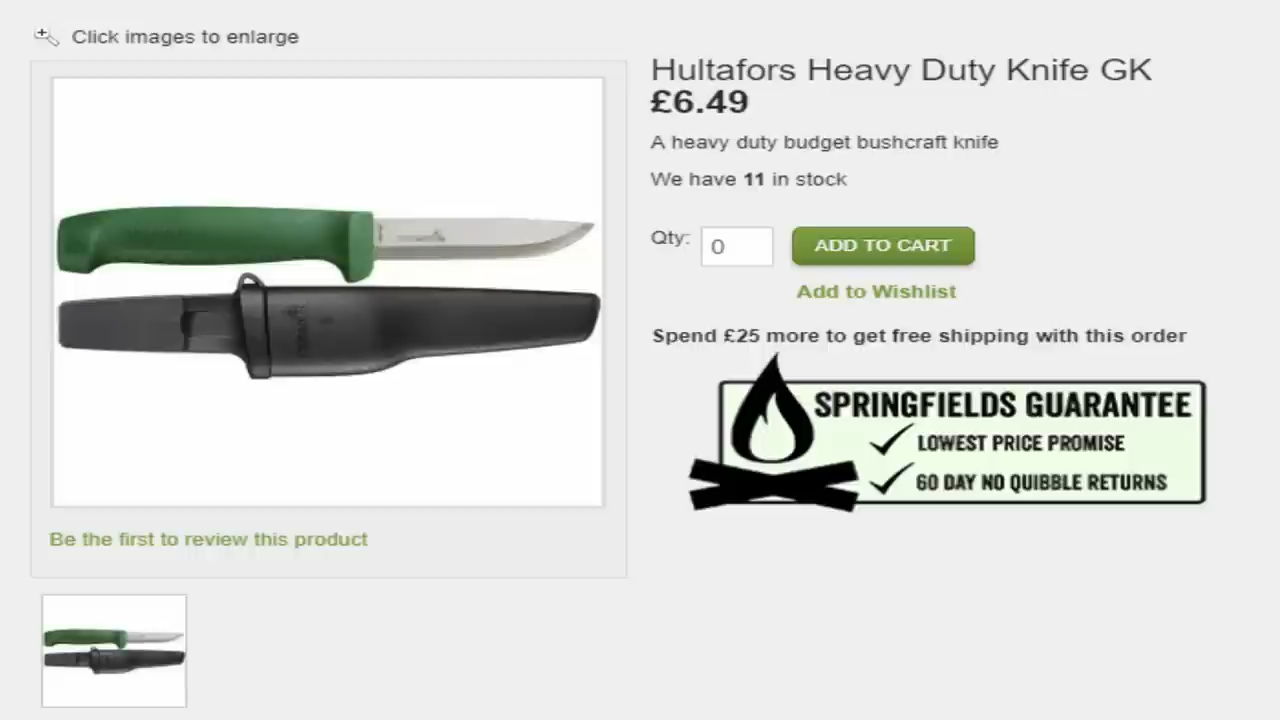 Click images to enlarge
Hultafors Heavy Duty Knife GK
£6.49
A heavy duty budget bushcraft knife
We have 11 in stock
Qty: 0 ADD TO CART
Add to Wishlist
Spend £25 more to get free shipping with this order
SPRINGFIELDS GUARANTEE
LOWEST PRICE PROMISE
60 DAY NO QUIBBLE RETURNS
Be the first to review this product